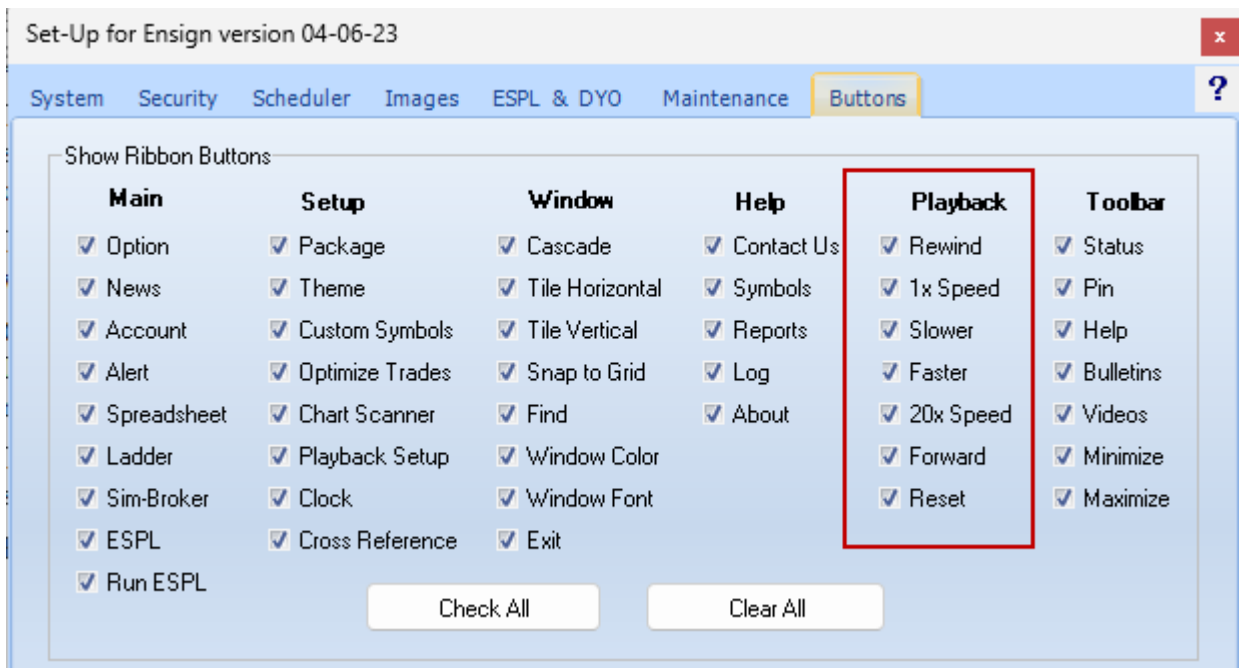 Set-Up for Ensign version 04-06-23
x
System Security Scheduler Images ESPL & DYO Maintenance Buttons ?
Show Ribbon Buttons
Main Setup Window Help Playback Toolbar
Option Package Cascade Contact Us Rewind Status
News Theme Tile Horizontal Symbols 1x Speed Pin
Account Custom Symbols Tile Vertical Reports Slower Help
Alert Optimize Trades Snap to Grid Log Faster Bulletins
Spreadsheet Chart Scanner Find About 20x Speed Videos
Ladder Playback Setup Window Color Forward Minimize
Sim-Broker Clock Window Font Reset Maximize
ESPL Cross Reference Exit
Run ESPL
Check All Clear All